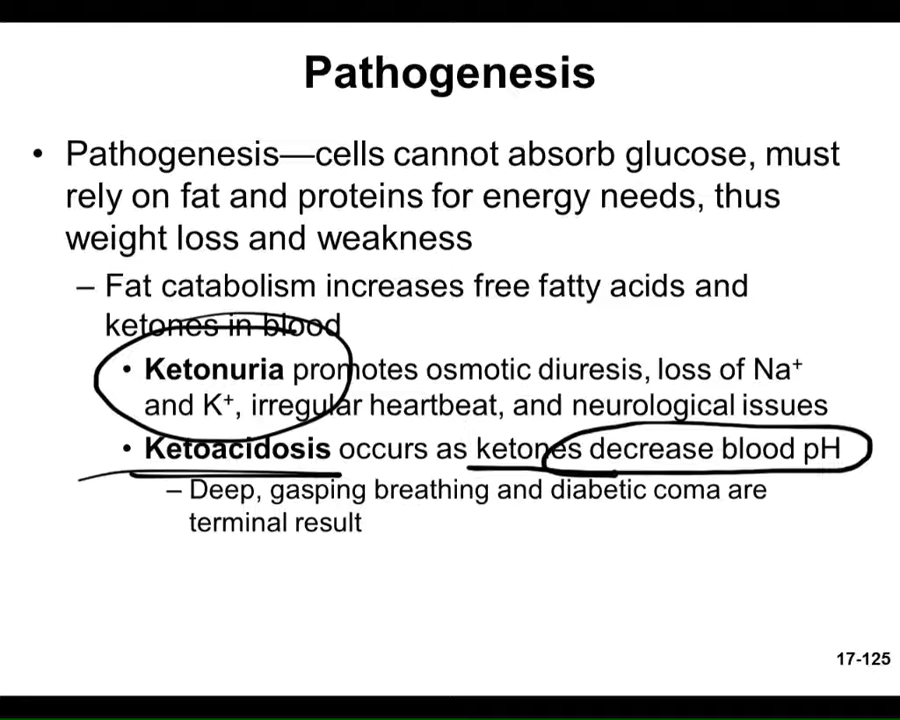 Pathogenesis
• Pathogenesis—cells cannot absorb glucose, must
rely on fat and proteins for energy needs, thus
weight loss and weakness
– Fat catabolism increases free fatty acids and
ketones in blood
• Ketonuria promotes osmotic diuresis, loss of Na⁺
and K⁺, irregular heartbeat, and neurological issues
• Ketoacidosis occurs as ketones decrease blood pH
– Deep, gasping breathing and diabetic coma are
terminal result
17-125